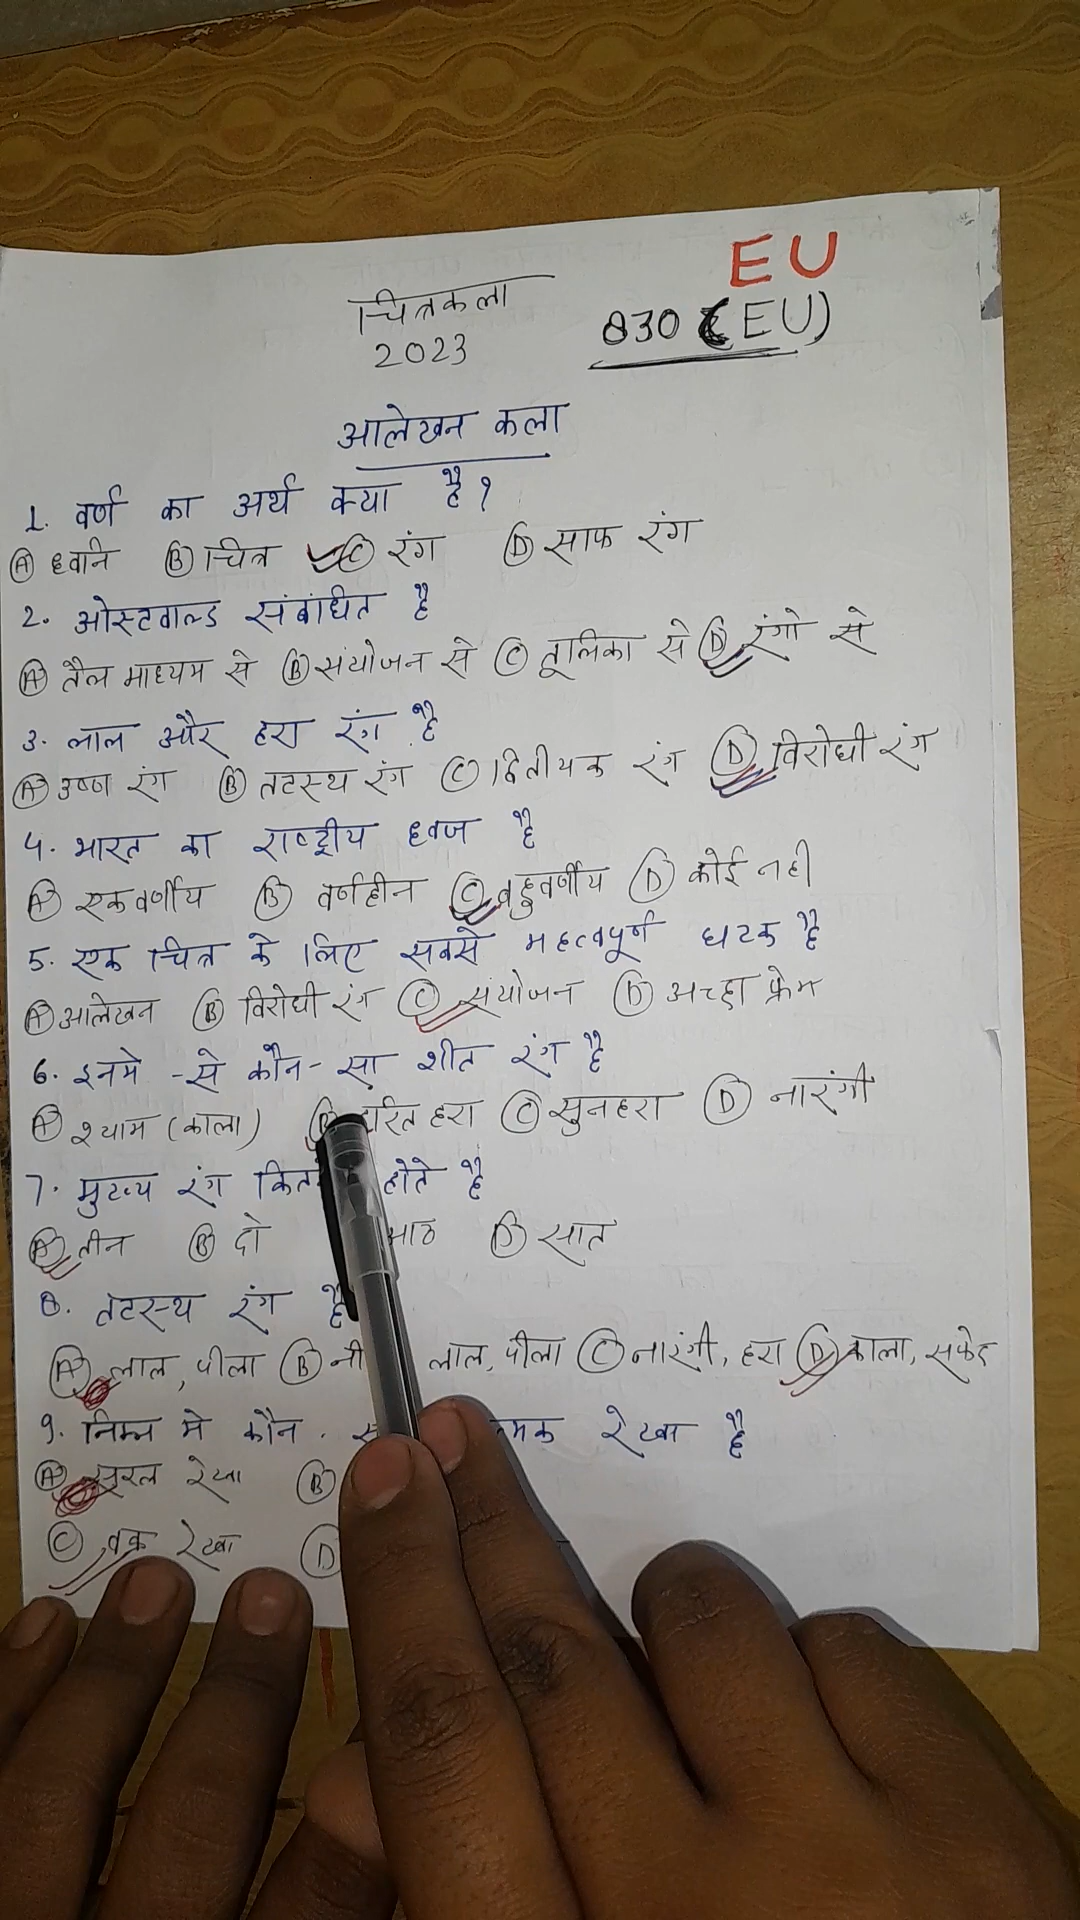 EU
चित्रकला
2023
830 (EU)
आलेखन कला
1. वर्ण का अर्थ क्या है?
Ⓐ ध्वनि Ⓑ चित्र Ⓒ रंग Ⓓ साफ रंग
2. ओस्टवाल्ड संबंधित है
Ⓐ तैल माध्यम से Ⓑ संयोजन से Ⓒ तूलिका से Ⓓ रंगो से
3. लाल और हरा रंग है
Ⓐ उष्ण रंग Ⓑ तटस्थ रंग Ⓒ द्वितीयक रंग Ⓓ विरोधी रंग
4. भारत का राष्ट्रीय ध्वज है
Ⓐ एकवर्णीय Ⓑ वर्णहीन Ⓒ बहुवर्णीय Ⓓ कोई नही
5. एक चित्र के लिए सबसे महत्वपूर्ण घटक है
Ⓐ आलेखन Ⓑ विरोधी रंग Ⓒ संयोजन Ⓓ अच्छा फ्रेम
6. इनमे से कौन-सा शीत रंग है
Ⓐ श्याम (काला) Ⓑ हरित हरा Ⓒ सुनहरा Ⓓ नारंगी
7. मुख्य रंग होते है
Ⓐ तीन Ⓑ दो आठ Ⓓ सात
8. तटस्थ रंग है
Ⓐ लाल, पीला Ⓑ लाल, पीला Ⓒ नारंगी, हरा Ⓓ काला, सफेद
9. निम्न मे कौन रेखा है
Ⓐ सरल रेखा Ⓑ
Ⓒ वक्र रेखा Ⓓ